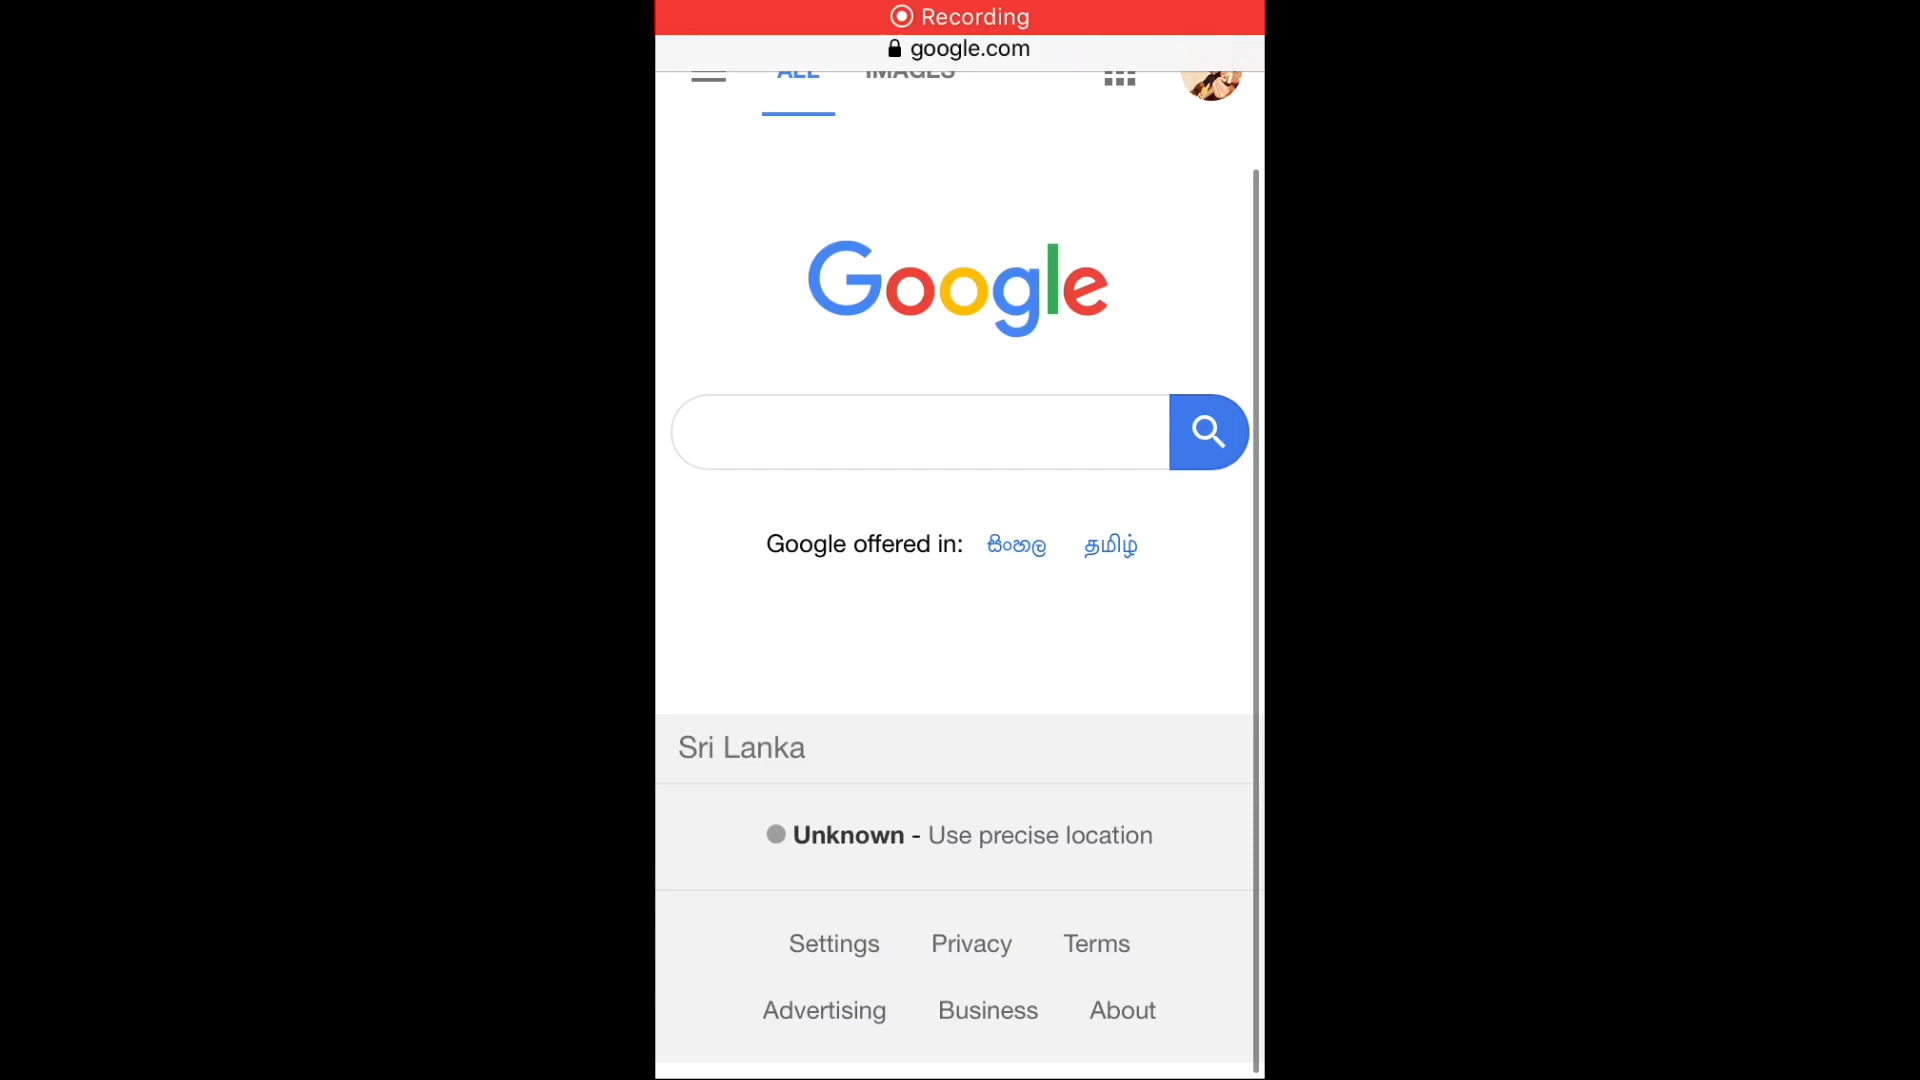 Recording
google.com
ALL IMAGES
Google
Google offered in: සිංහල தமிழ்
Sri Lanka
Unknown - Use precise location
Settings Privacy Terms
Advertising Business About